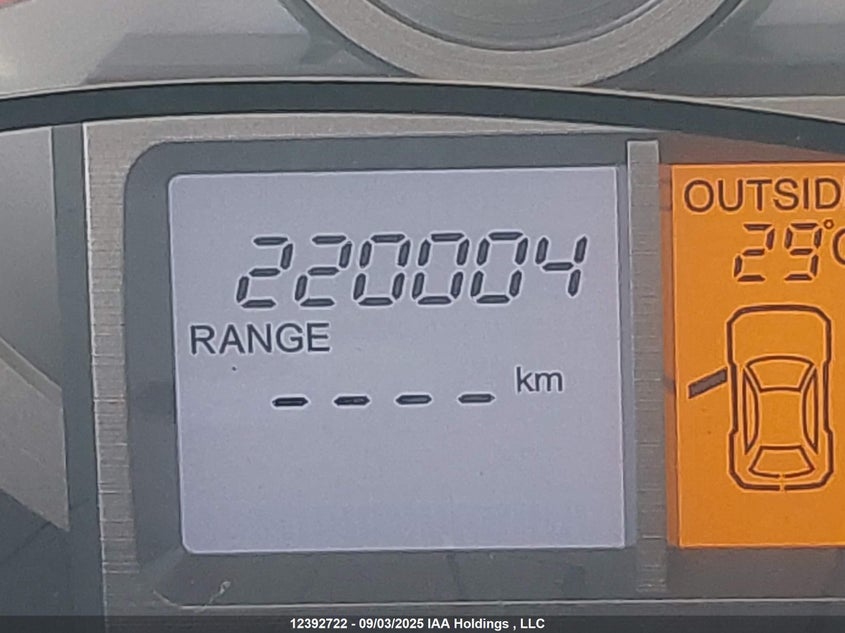 220004
RANGE
---- km
OUTSID
29°C
12392722 - 09/03/2025 IAA Holdings , LLC